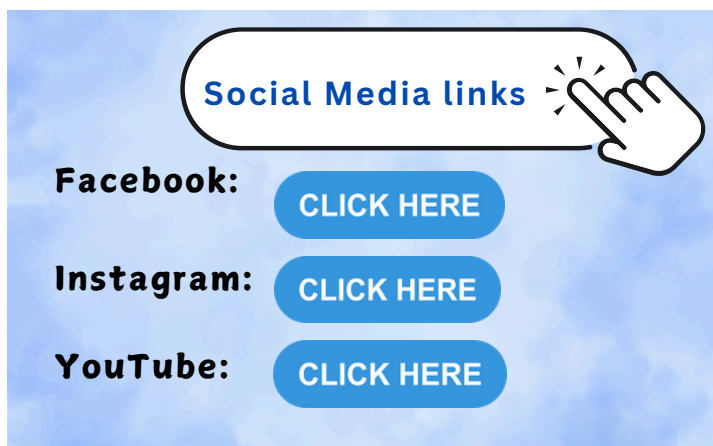 Social Media links
Facebook: CLICK HERE
Instagram: CLICK HERE
YouTube: CLICK HERE